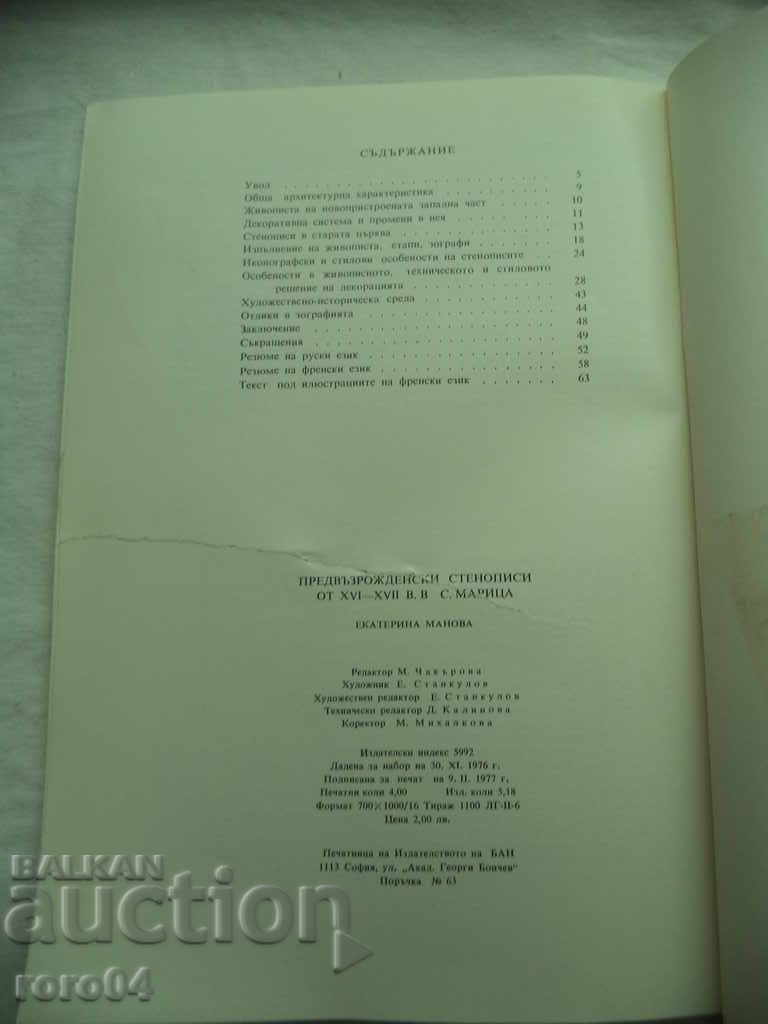 СЪДЪРЖАНИЕ
Увод . . . . . . . . . . . . . . . . . . . . . . 5
Обща архитектурна характеристика . . . . . . . . . . 9
Живописта на новопристроената западна част . . . . . 10
Декоративна система и промени в нея . . . . . . . . 11
Стенописи в старата църква . . . . . . . . . . . . 13
Изпълнение на живописта, етапи, зографи . . . . . . 18
Иконографски и стилови особености на стенописите . . 24
Особености в живописното, техническото и стиловото
решение на декорацията . . . . . . . . . . . . 28
Художествено-историческа среда . . . . . . . . . . 43
Отлики в зографията . . . . . . . . . . . . . . . 44
Заключение . . . . . . . . . . . . . . . . . . 48
Съкращения . . . . . . . . . . . . . . . . . . 49
Резюме на руски език . . . . . . . . . . . . . . 52
Резюме на френски език . . . . . . . . . . . . . 58
Текст под илюстрациите на френски език . . . . . . . 63
ПРЕДВЪЗРОЖДЕНСКИ СТЕНОПИСИ
ОТ XVI—XVII В. В С. МАРИЦА
ЕКАТЕРИНА МАНОВА
Редактор М. Чавърова
Художник Е. Станкулов
Художествен редактор Е. Станкулов
Технически редактор Д. Калинова
Коректор М. Михалкова
Издателски индекс 5992
Дадена за набор на 30. XI. 1976 г.
Подписана за печат на 9. II. 1977 г.
Печатни коли 4,00 Изд. коли 5,18
Формат 700×1000/16 Тираж 1100 ЛГ-II-6
Цена 2,00 лв.
Печатница на Издателството на БАН
1113 София, ул. „Акад. Георги Бончев“
Поръчка № 63
BALKAN
auction
roro04